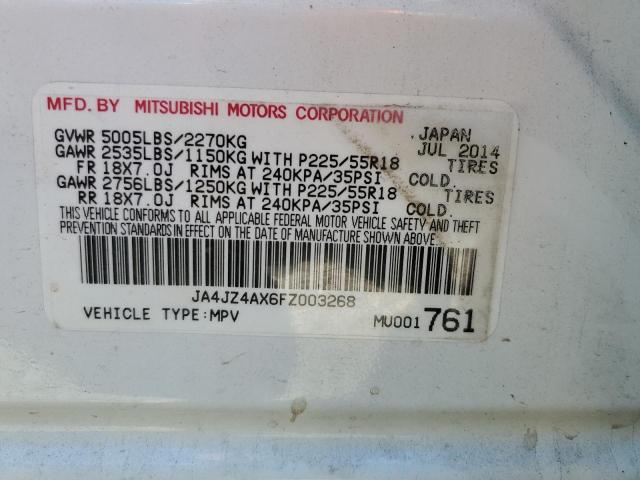 MFD. BY MITSUBISHI MOTORS CORPORATION
JAPAN
GVWR 5005LBS/2270KG JUL 2014
GAWR 2535LBS/1150KG WITH P225/55R18 TIRES
FR 18X7.0J RIMS AT 240KPA/35PSI COLD.
GAWR 2756LBS/1250KG WITH P225/55R18 TIRES
RR 18X7.0J RIMS AT 240KPA/35PSI COLD.
THIS VEHICLE CONFORMS TO ALL APPLICABLE FEDERAL MOTOR VEHICLE SAFETY AND THEFT
PREVENTION STANDARDS IN EFFECT ON THE DATE OF MANUFACTURE SHOWN ABOVE.
JA4JZ4AX6FZ003268
VEHICLE TYPE:MPV MU001 761